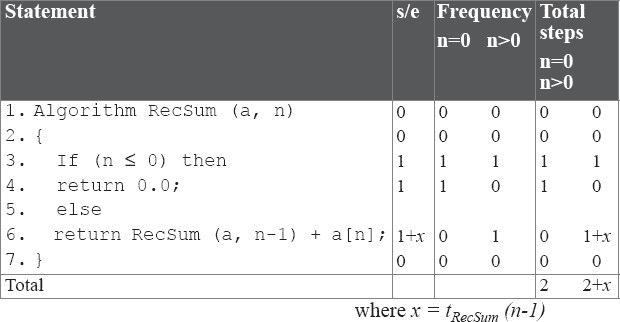 Statement s/e Frequency Total
n=0 n>0 steps
n=0
n>0
1. Algorithm RecSum (a, n) 0 0 0 0 0
2. { 0 0 0 0 0
3. If (n ≤ 0) then 1 1 1 1 1
4. return 0.0; 1 1 0 1 0
5. else
6. return RecSum (a, n-1) + a[n]; 1+x 0 1 0 1+x
7. } 0 0 0 0 0
Total 2 2+x
where x = tRecSum (n-1)